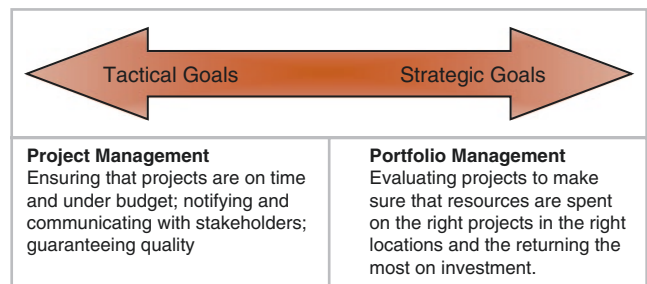 Tactical Goals
Strategic Goals
Project Management
Ensuring that projects are on time
and under budget; notifying and
communicating with stakeholders;
guaranteeing quality
Portfolio Management
Evaluating projects to make
sure that resources are spent
on the right projects in the right
locations and the returning the
most on investment.